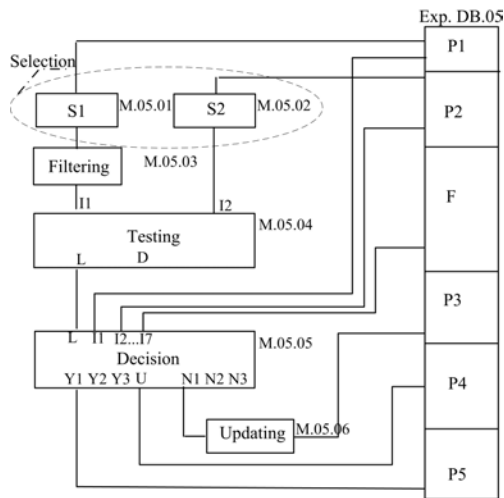 Exp. DB.05
P1
Selection
S1 M.05.01 S2 M.05.02
P2
M.05.03
Filtering
I1 I2
F
Testing M.05.04
L D
P3
L I1 I2...I7
Decision M.05.05
Y1 Y2 Y3 U N1 N2 N3
P4
Updating M.05.06
P5